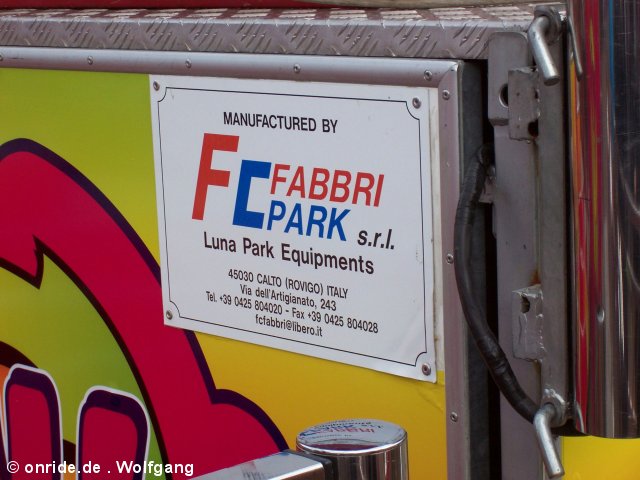 MANUFACTURED BY
FC FABBRI
PARK s.r.l.
Luna Park Equipments
45030 CALTO (ROVIGO) ITALY
Via dell'Artigianato, 243
Tel. +39 0425 804020 - Fax +39 0425 804028
fcfabbri@libero.it
© onride.de . Wolfgang